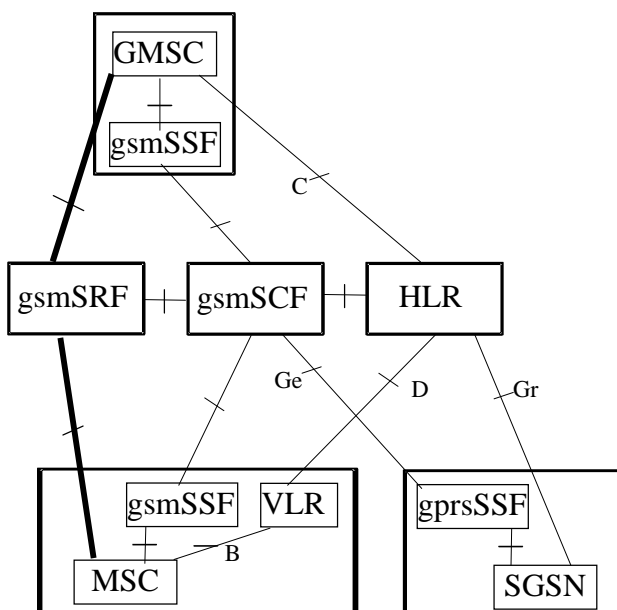 GMSC
gsmSSF
C
gsmSRF
gsmSCF
HLR
Ge
D
Gr
gsmSSF
VLR
gprsSSF
B
MSC
SGSN